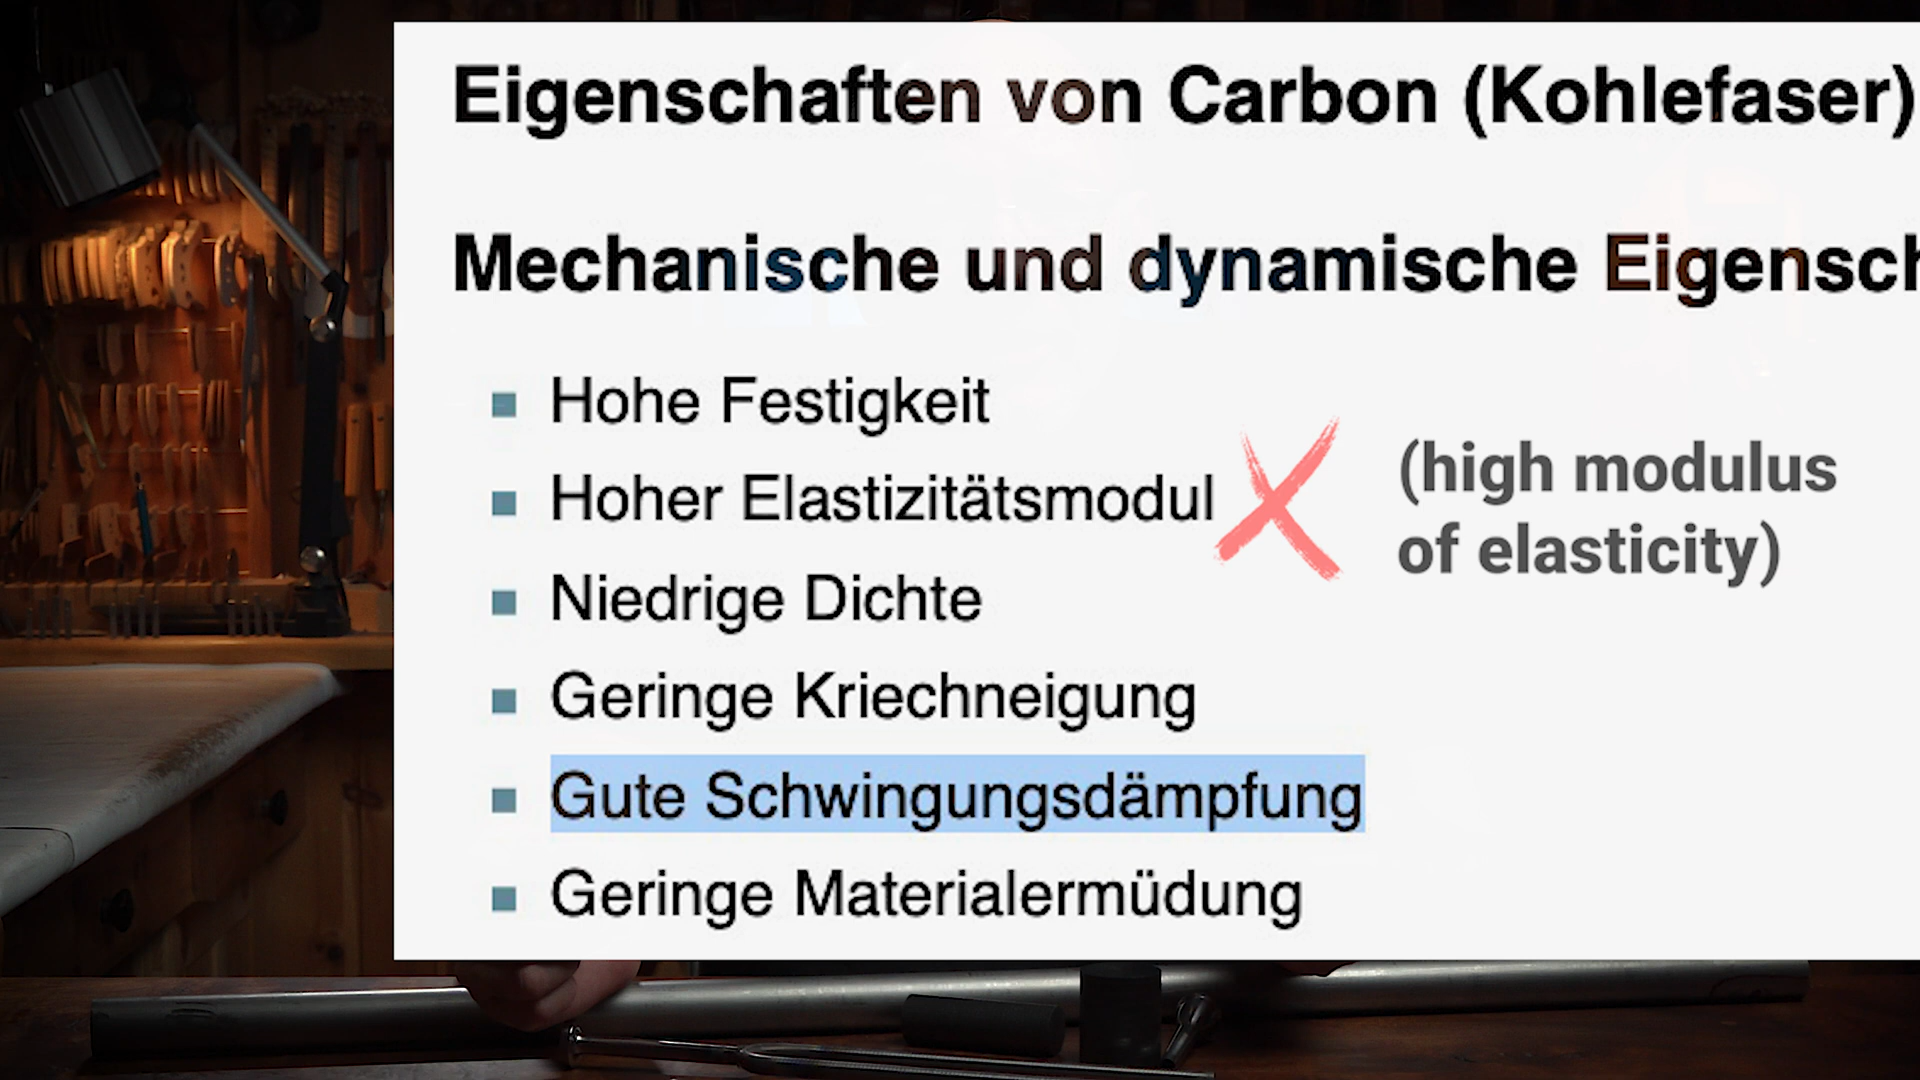 Eigenschaften von Carbon (Kohlefaser)
Mechanische und dynamische
Hohe Festigkeit
Hoher Elastizitätsmodul
(high modulus
of elasticity)
Niedrige Dichte
Geringe Kriechneigung
Gute Schwingungsdämpfung
Geringe Materialermüdung